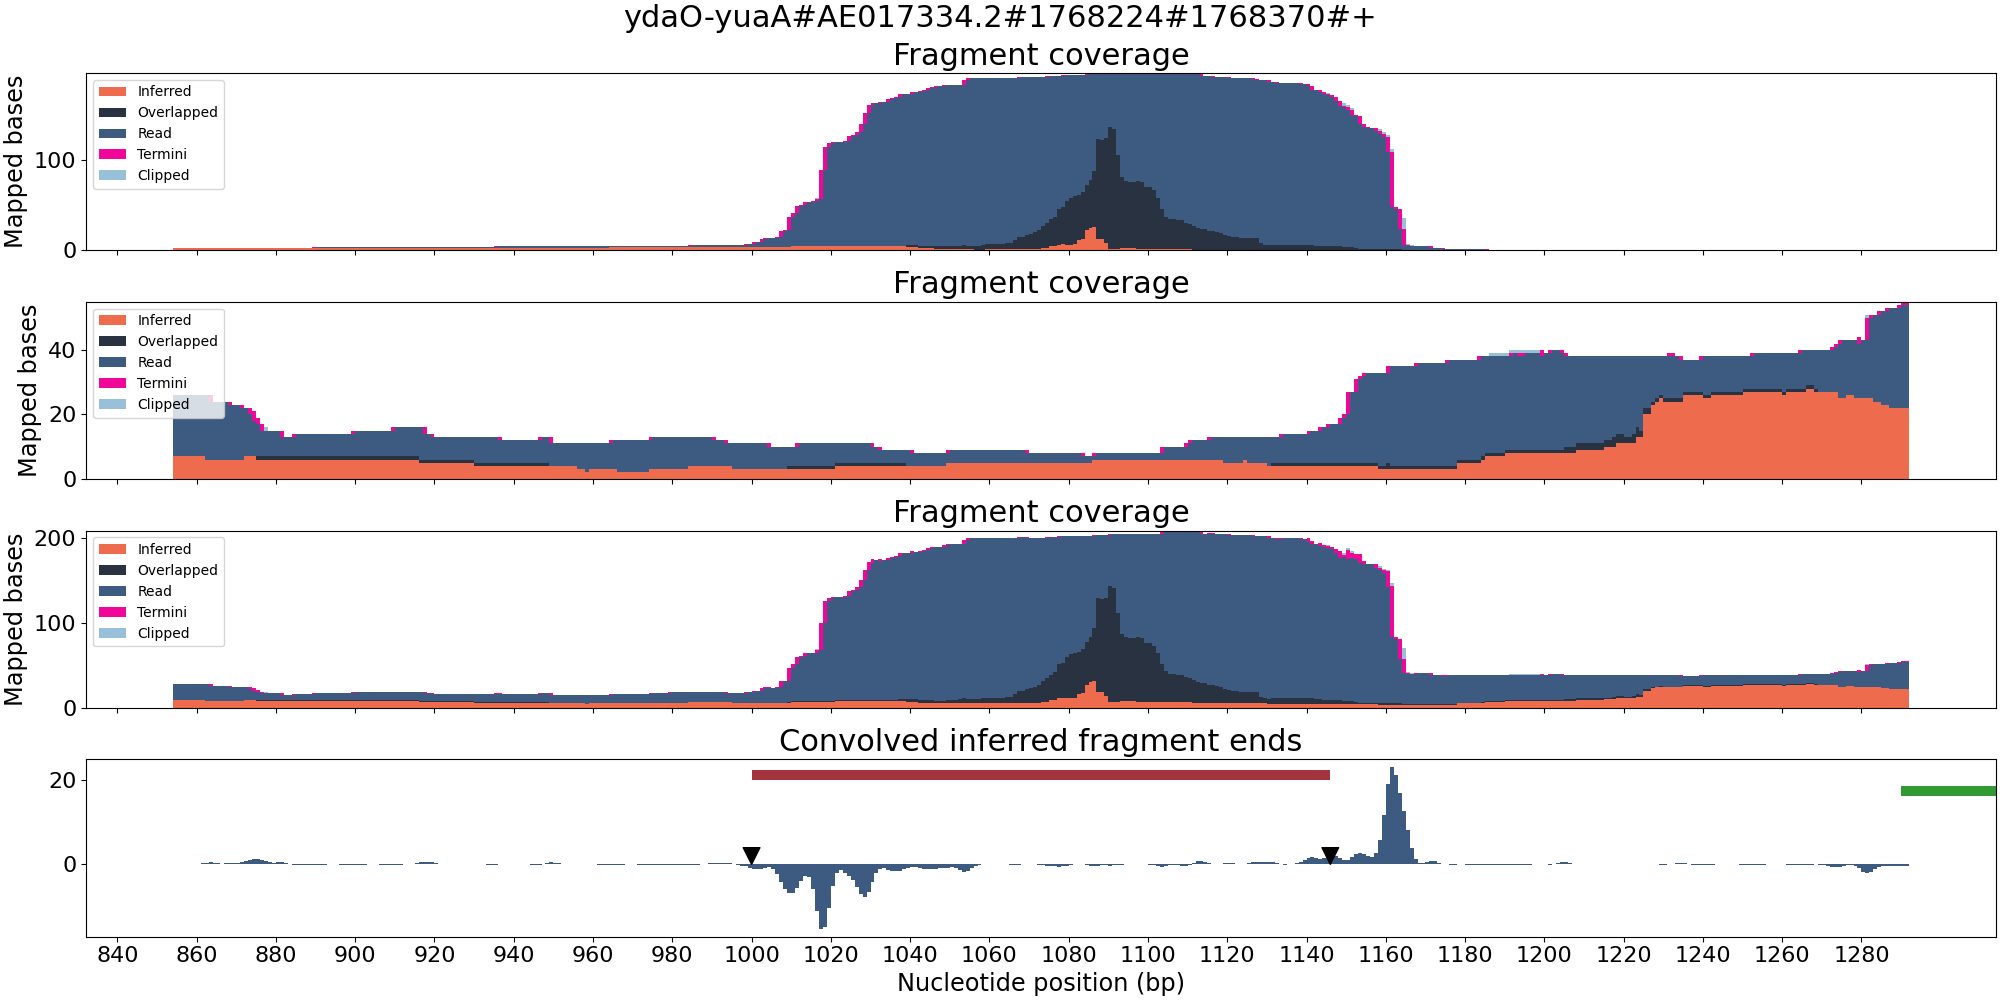 ydaO-yuaA#AE017334.2#1768224#1768370#+
Fragment coverage
Mapped bases
100
0
Inferred
Overlapped
Read
Termini
Clipped
Fragment coverage
Mapped bases
40
20
0
Inferred
Overlapped
Read
Termini
Clipped
Fragment coverage
Mapped bases
200
100
0
Inferred
Overlapped
Read
Termini
Clipped
Convolved inferred fragment ends
20
0
840 860 880 900 920 940 960 980 1000 1020 1040 1060 1080 1100 1120 1140 1160 1180 1200 1220 1240 1260 1280
Nucleotide position (bp)